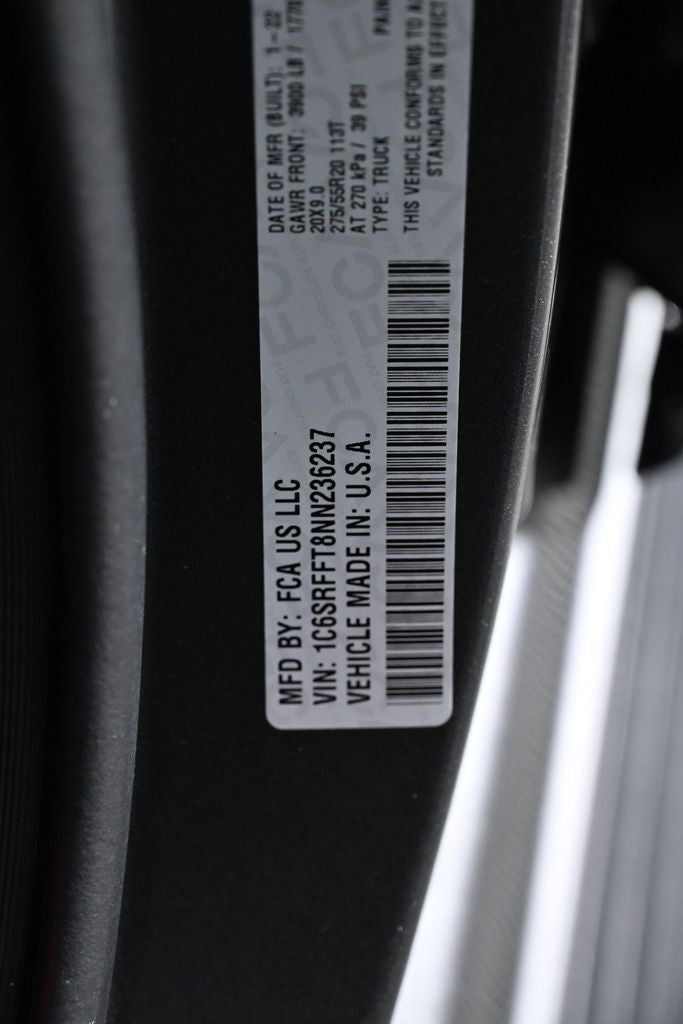 MFD BY: FCA US LLC
VIN: 1C6SRFFT8NN236237
VEHICLE MADE IN: U.S.A.
DATE OF MFR (BUILT): 1-22
GAWR FRONT: 3900 LB /
20X9.0
275/55R20 113T
AT 270 kPa / 39 PSI
TYPE: TRUCK
THIS VEHICLE CONFORMS TO
STANDARDS IN EFFECT